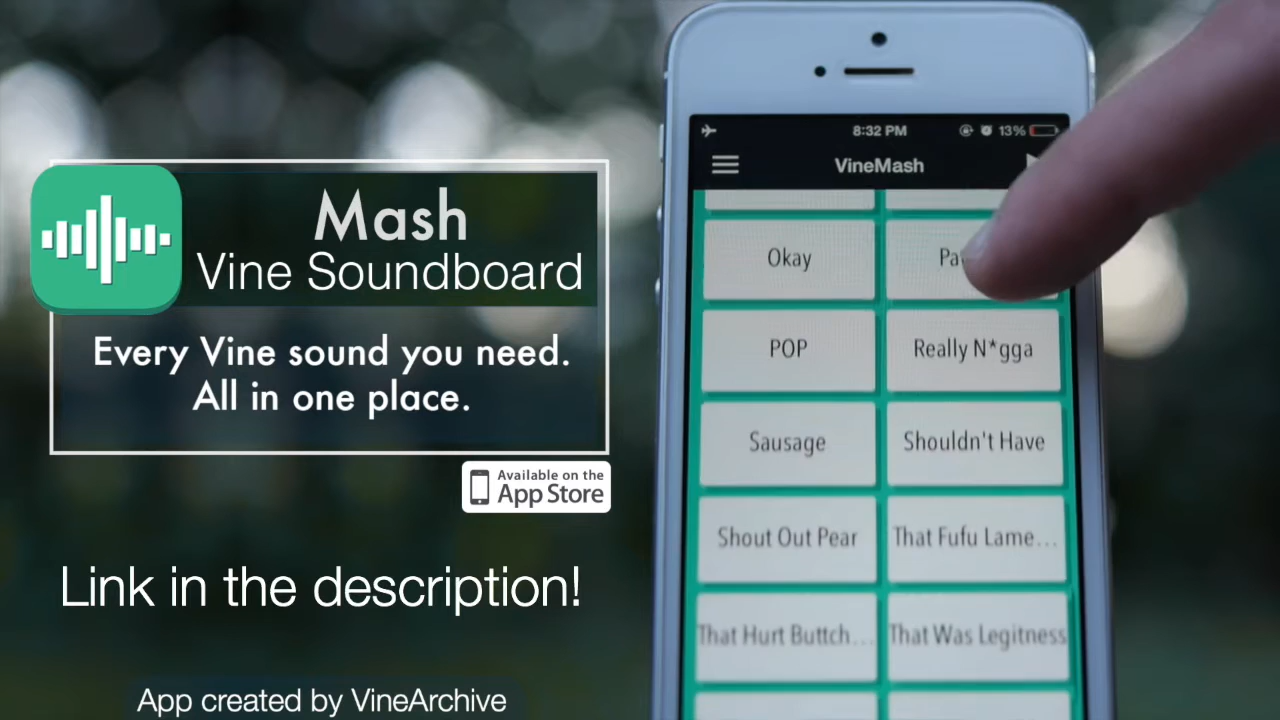 Mash
Vine Soundboard
Every Vine sound you need.
All in one place.
Available on the
App Store
Link in the description!
App created by VineArchive
8:32 PM
13%
VineMash
Okay
POP
Really N*gga
Sausage
Shouldn't Have
Shout Out Pear
That Fufu Lame...
That Hurt Buttch...
That Was Legitness